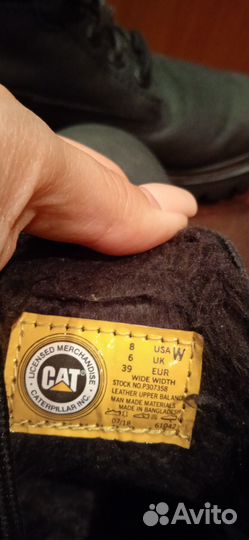 LICENSED MERCHANDISE
CAT
CATERPILLAR INC.
8 USA W
6 UK
39 EUR
WIDE WIDTH
STOCK NO.P307358
LEATHER UPPER BALANCE
MAN MADE MATERIALS
MADE IN BANGLADESH
07/18 61042
Avito